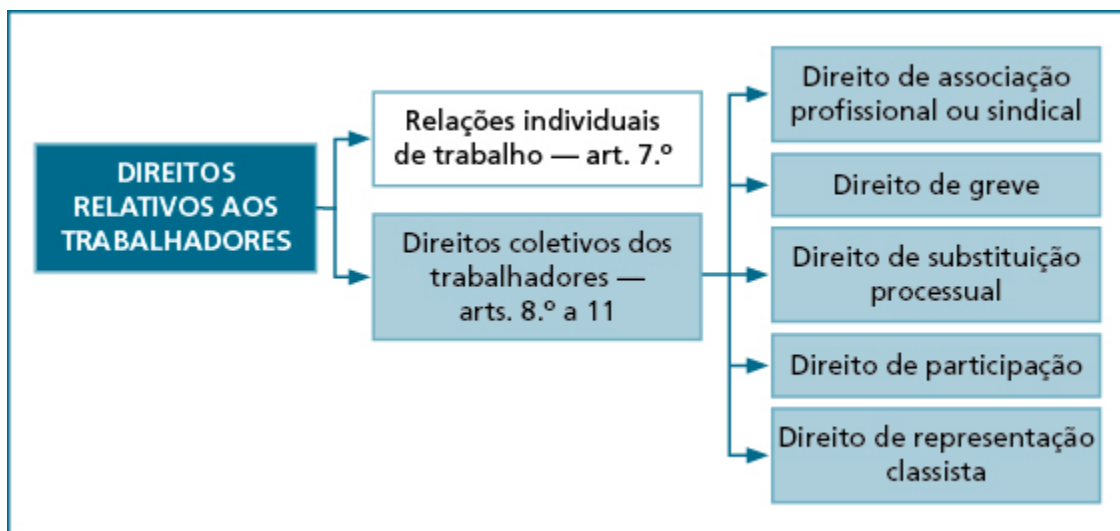 DIREITOS
RELATIVOS AOS
TRABALHADORES
Relações individuais
de trabalho — art. 7.º
Direitos coletivos dos
trabalhadores —
arts. 8.º a 11
Direito de associação
profissional ou sindical
Direito de greve
Direito de substituição
processual
Direito de participação
Direito de representação
classista